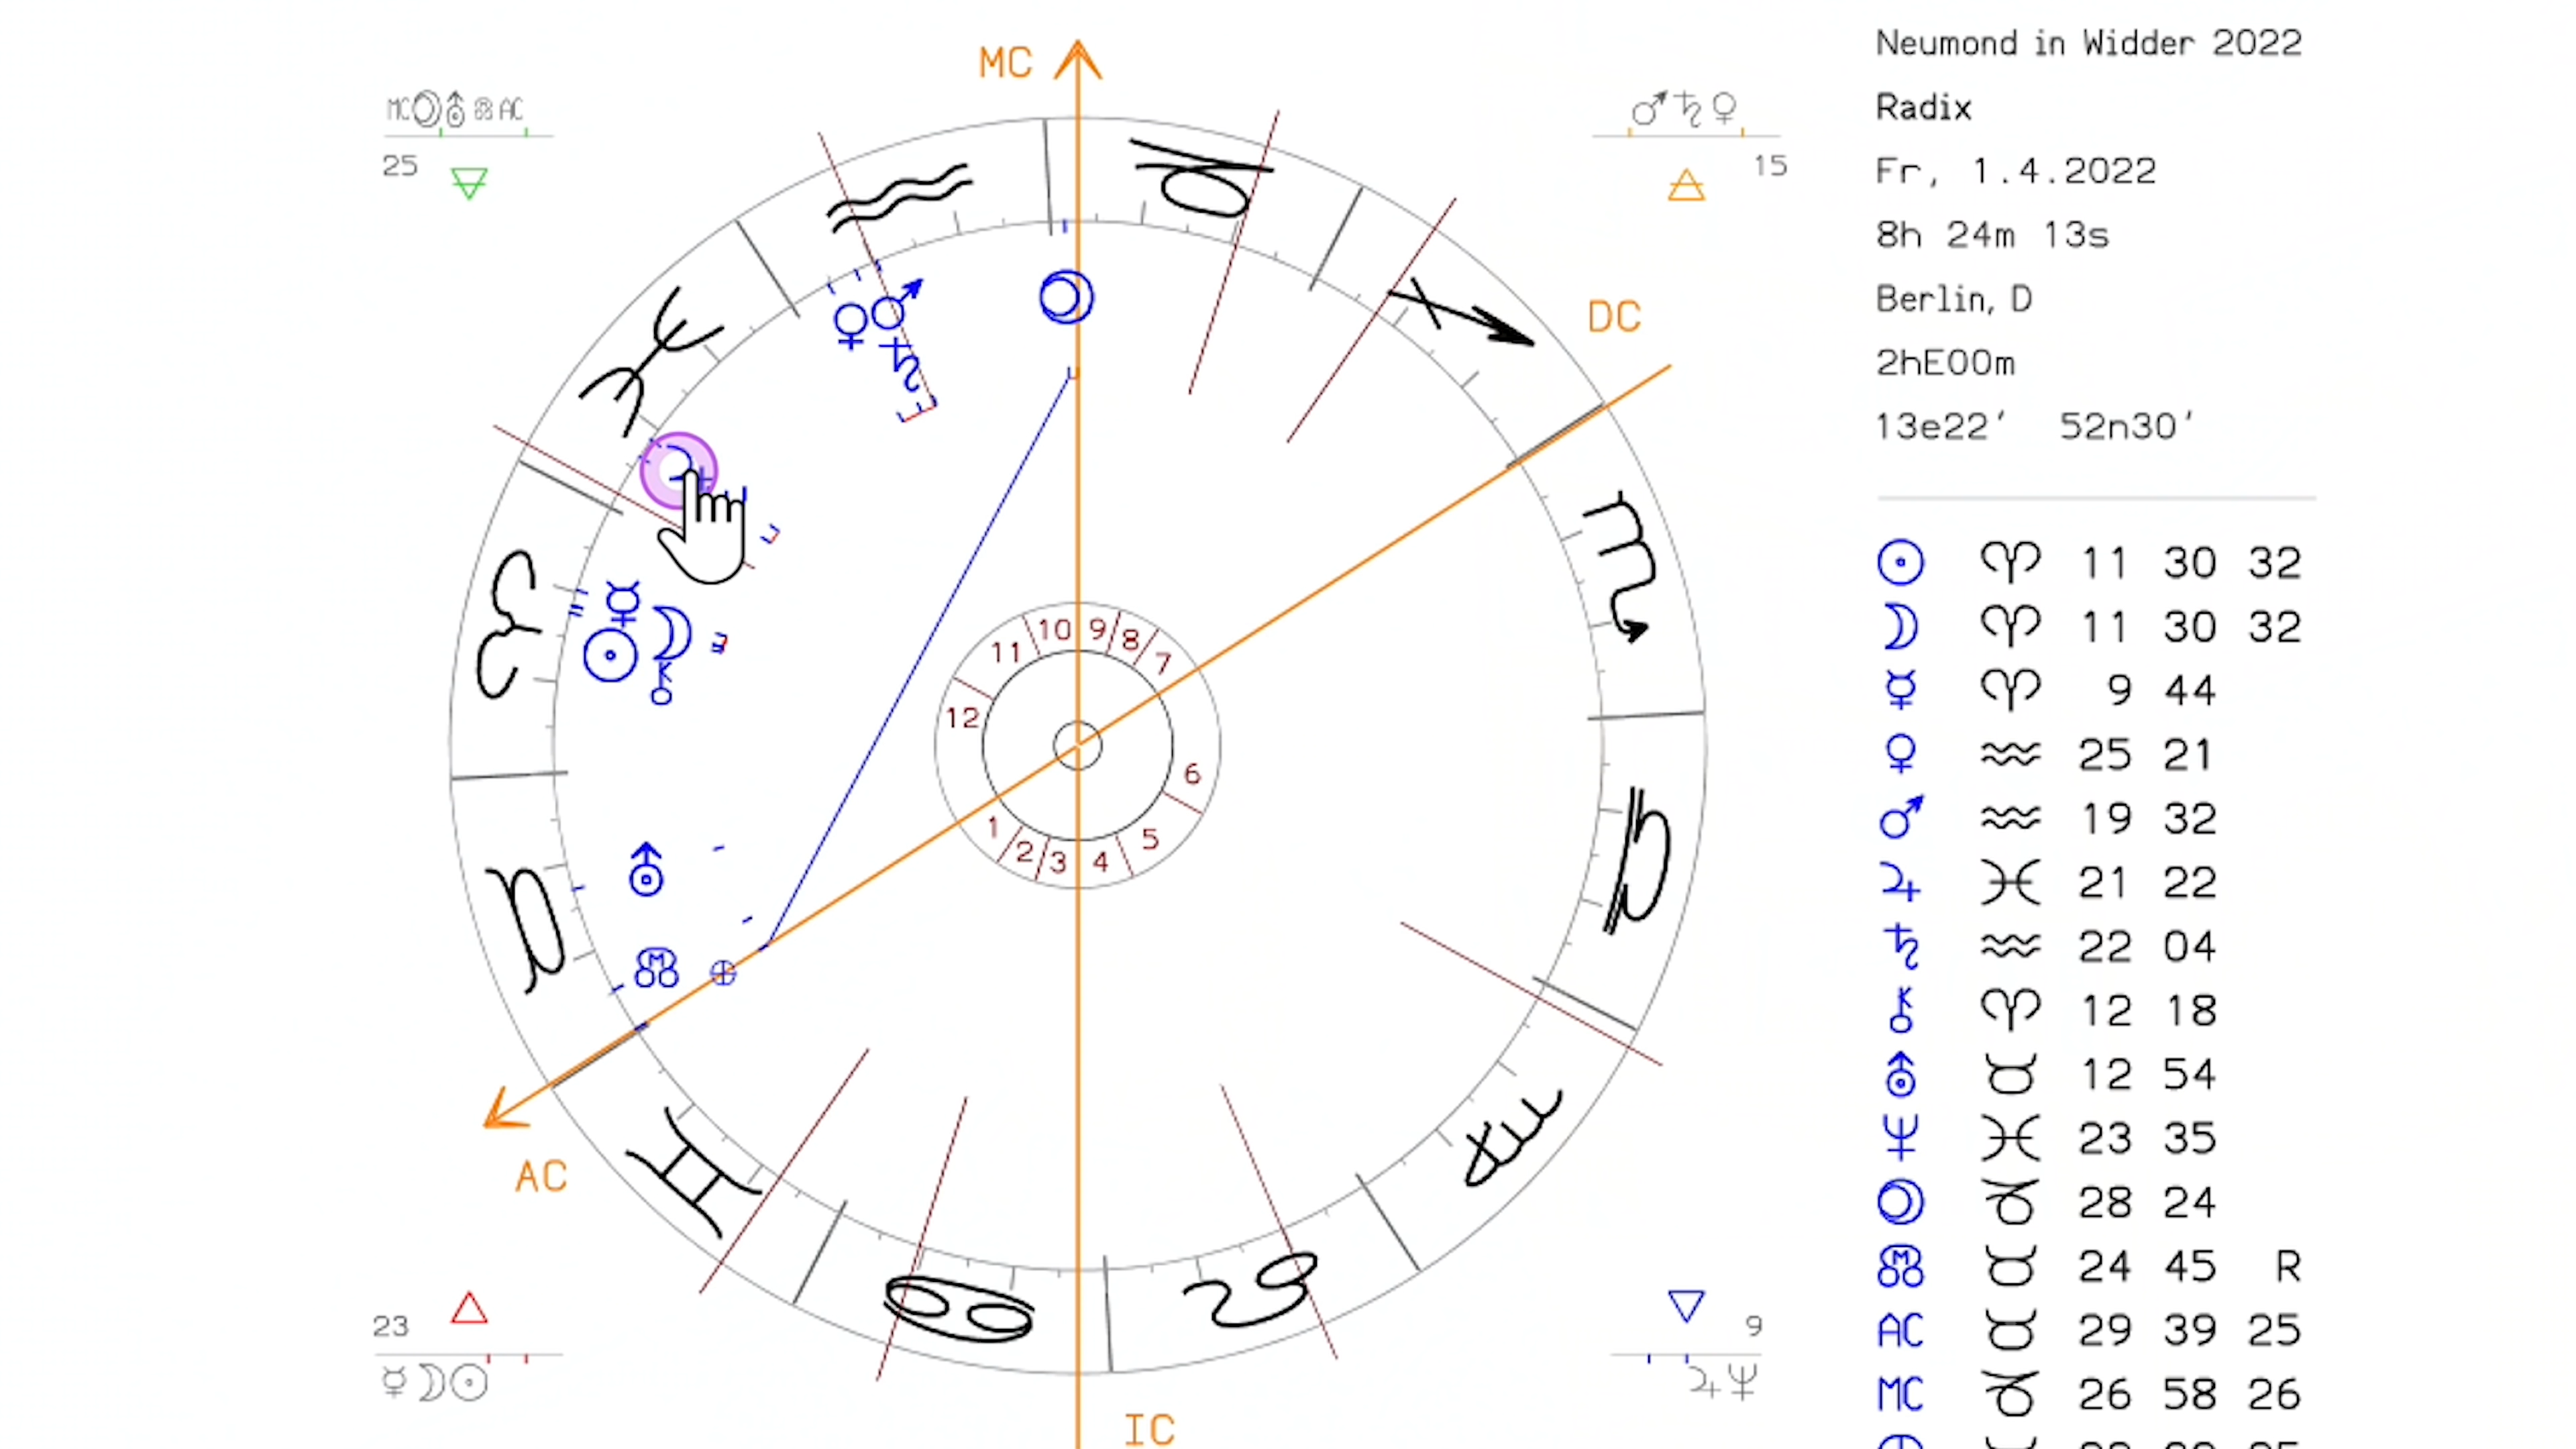 MC
MC AC
25
15
DC
10 9 8 7
11
12
6
1 2 3 4 5
AC
23
9
IC
Neumond in Widder 2022
Radix
Fr, 1.4.2022
8h 24m 13s
Berlin, D
2hE00m
13e22′ 52n30′
☉ ♈ 11 30 32
☽ ♈ 11 30 32
☿ ♈ 9 44
♀ ♒ 25 21
♂ ♒ 19 32
♃ ♓ 21 22
♄ ♒ 22 04
⚷ ♈ 12 18
⛢ ♉ 12 54
♆ ♓ 23 35
♑ 28 24
☊ ♉ 24 45 R
AC ♉ 29 39 25
MC ♑ 26 58 26